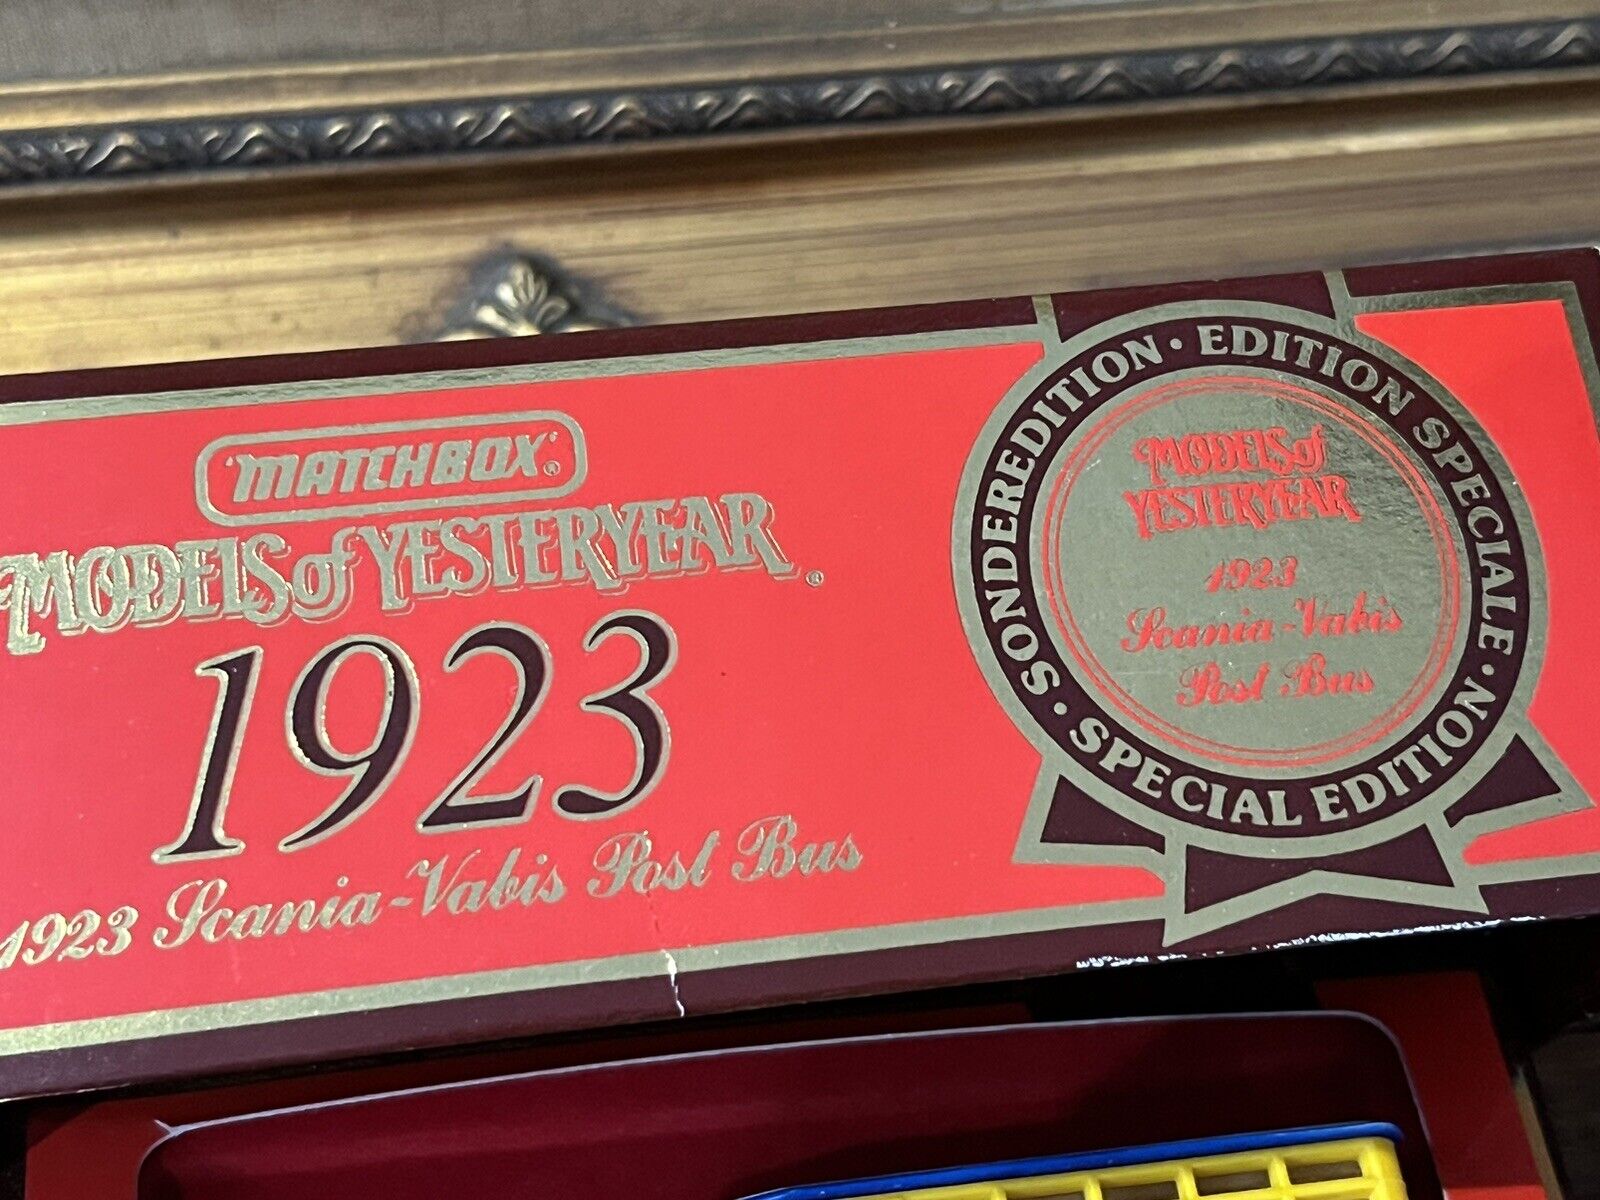 "MATCHBOX"®
MODELS of YESTERYEAR®
1923
1923 Scania-Vabis Post Bus
SONDEREDITION · EDITION SPECIALE · SPECIAL EDITION ·
MODELS of
YESTERYEAR
1923
Scania-Vabis
Post Bus